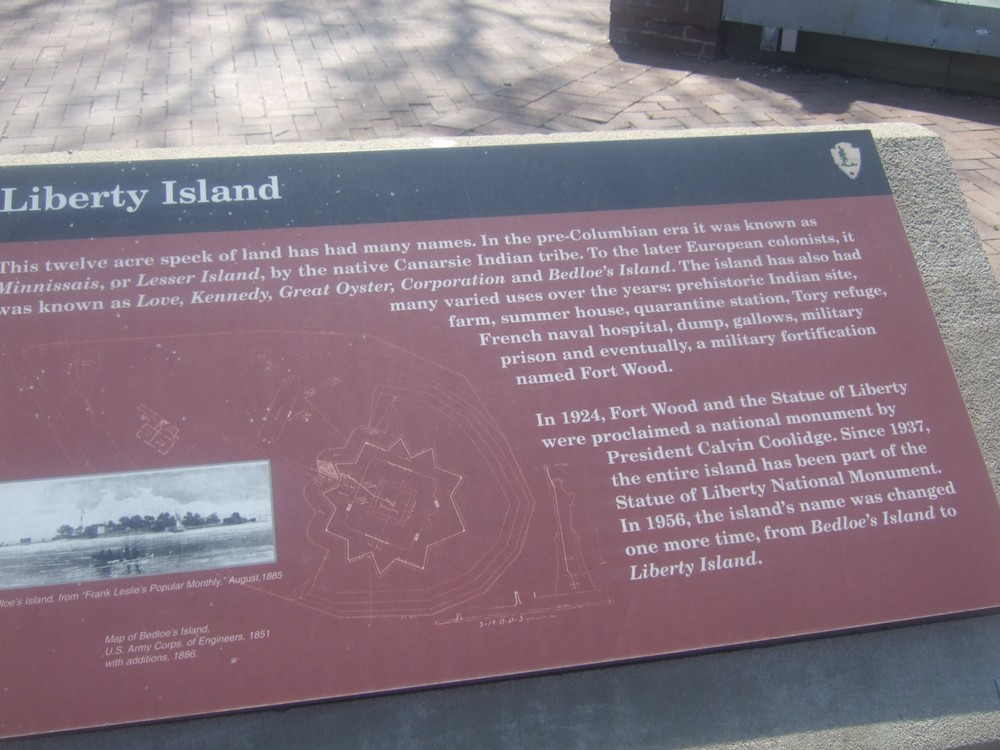 Liberty Island
This twelve acre speck of land has had many names. In the pre-Columbian era it was known as
Minnissais, or Lesser Island, by the native Canarsie Indian tribe. To the later European colonists, it
was known as Love, Kennedy, Great Oyster, Corporation and Bedloe's Island. The island has also had
many varied uses over the years: prehistoric Indian site,
farm, summer house, quarantine station, Tory refuge,
French naval hospital, dump, gallows, military
prison and eventually, a military fortification
named Fort Wood.
In 1924, Fort Wood and the Statue of Liberty
were proclaimed a national monument by
President Calvin Coolidge. Since 1937,
the entire island has been part of the
Statue of Liberty National Monument.
In 1956, the island's name was changed
one more time, from Bedloe's Island to
Liberty Island.
loe's Island, from "Frank Leslie's Popular Monthly." August,1885
Map of Bedloe's Island,
U.S. Army Corps. of Engineers, 1851
with additions, 1886.